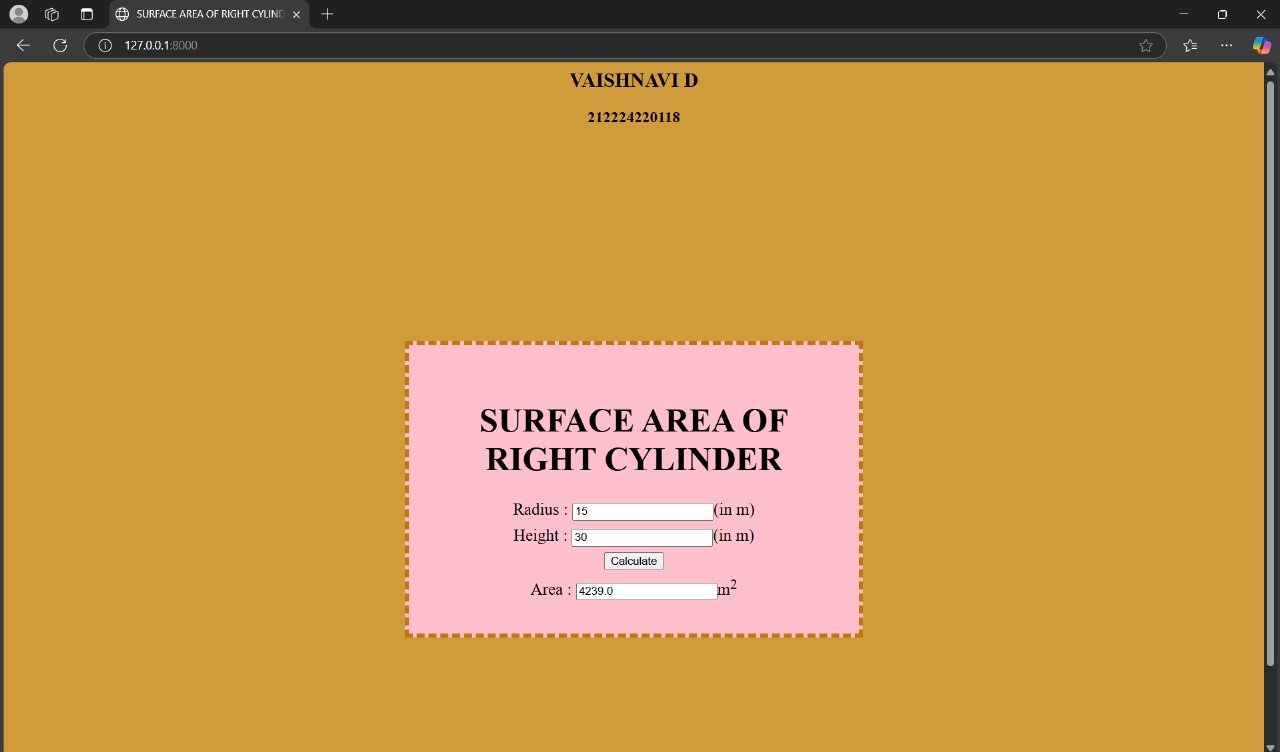 SURFACE AREA OF RIGHT CYLIND
127.0.0.1:8000
VAISHNAVI D
212224220118
SURFACE AREA OF
RIGHT CYLINDER
Radius : 15 (in m)
Height : 30 (in m)
Calculate
Area : 4239.0 m²